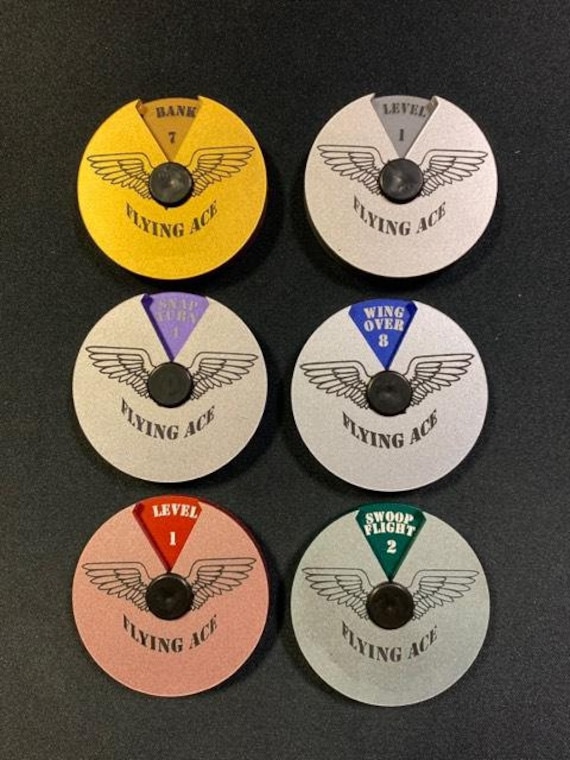 BANK
7
FLYING ACE
LEVEL
1
FLYING ACE
SNAP
TURN
4
FLYING ACE
WING
OVER
8
FLYING ACE
LEVEL
1
FLYING ACE
SWOOP
FLIGHT
2
FLYING ACE